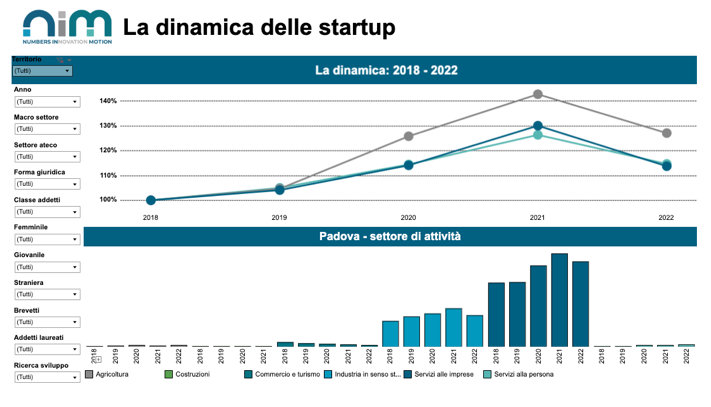 nim
NUMBERS INNOVATION MOTION
La dinamica delle startup
Territorio
(Tutti)
La dinamica: 2018 - 2022
Anno
(Tutti)
Macro settore
(Tutti)
Settore ateco
(Tutti)
Forma giuridica
(Tutti)
Classe addetti
(Tutti)
Femminile
(Tutti)
Giovanile
(Tutti)
Straniera
(Tutti)
Brevetti
(Tutti)
Addetti laureati
(Tutti)
Ricerca sviluppo
(Tutti)
140%
130%
120%
110%
100%
2018 2019 2020 2021 2022
Padova - settore di attività
2018 2019 2020 2021 2022 2018 2019 2020 2021 2018 2019 2020 2021 2022 2018 2019 2020 2021 2022 2018 2019 2020 2021 2022 2018 2019 2020 2021 2022
Agricoltura Costruzioni Commercio e turismo Industria in senso st... Servizi alle imprese Servizi alla persona